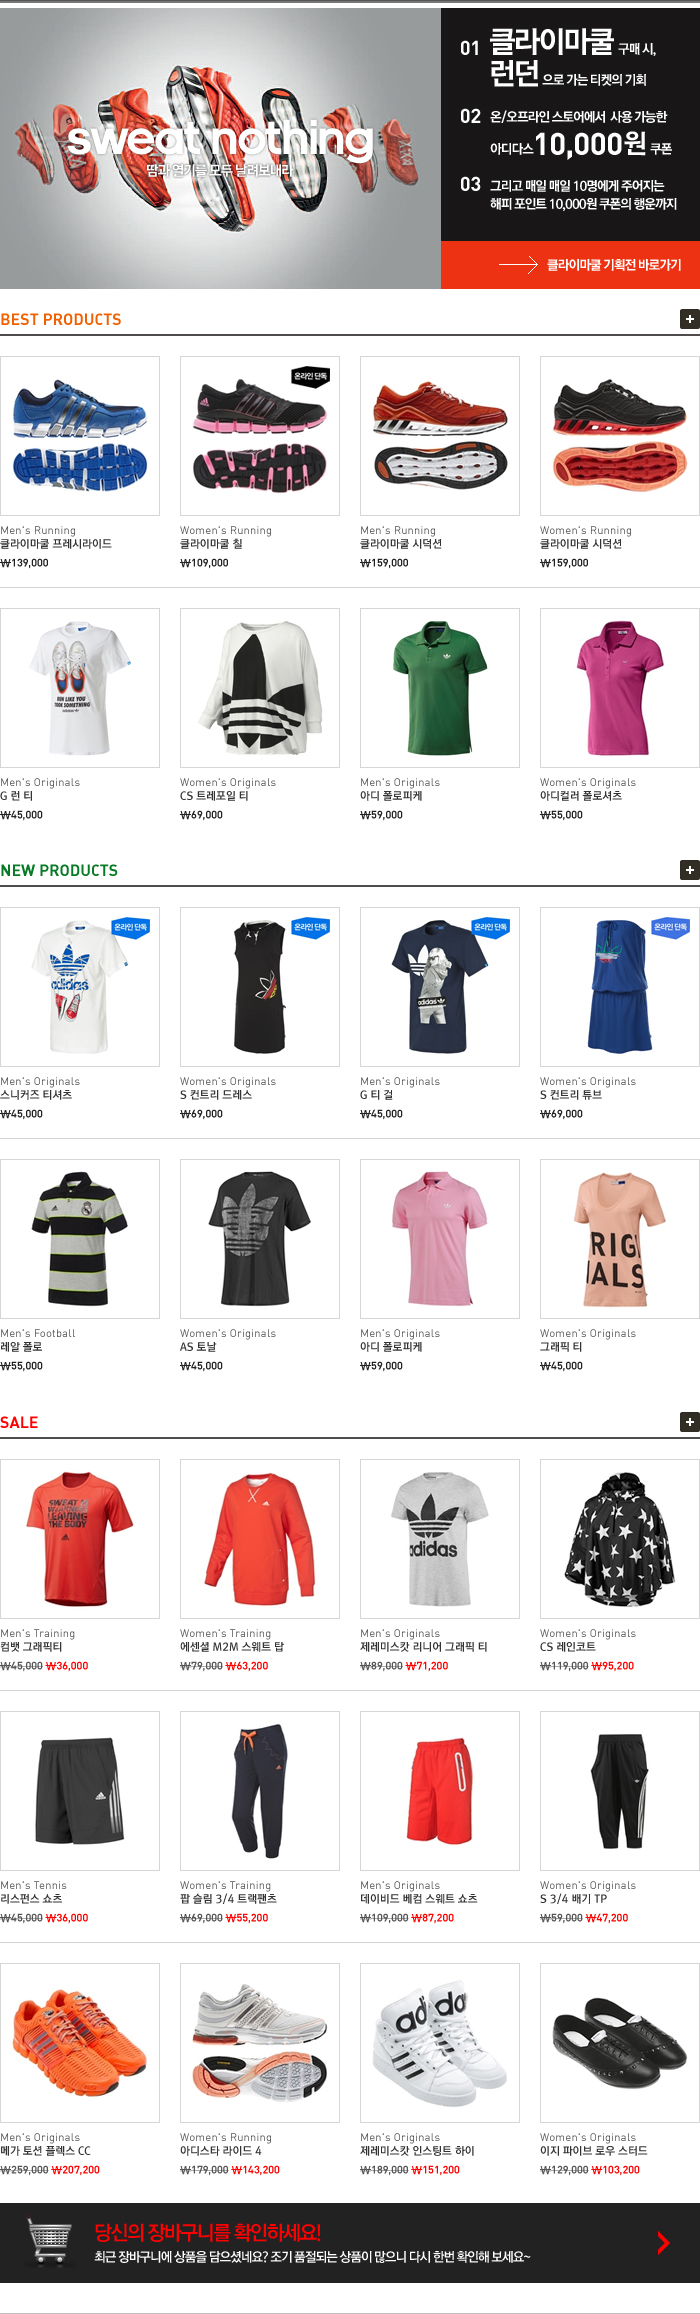 sweat nothing
땀과 열기를 모두 날려보내라
01 클라이마쿨 구매 시,
런던 으로 가는 티켓의 기회
02 온/오프라인 스토어에서 사용 가능한
아디다스 10,000원 쿠폰
03 그리고 매일 매일 10명에게 주어지는
해피 포인트 10,000원 쿠폰의 행운까지
클라이마쿨 기획전 바로가기
BEST PRODUCTS
온라인 단독
Men's Running
클라이마쿨 프레시라이드
₩139,000
Women's Running
클라이마쿨 칠
₩109,000
Men's Running
클라이마쿨 시덕션
₩159,000
Women's Running
클라이마쿨 시덕션
₩159,000
RUN LIKE YOU
TOOK SOMETHING
Men's Originals
G 런 티
₩45,000
Women's Originals
CS 트레포일 티
₩69,000
Men's Originals
아디 폴로피케
₩59,000
Women's Originals
아디컬러 폴로셔츠
₩55,000
NEW PRODUCTS
온라인 단독
adidas
온라인 단독
온라인 단독
adidas
온라인 단독
Men's Originals
스니커즈 티셔츠
₩45,000
Women's Originals
S 컨트리 드레스
₩69,000
Men's Originals
G 티 걸
₩45,000
Women's Originals
S 컨트리 튜브
₩69,000
RIGI
IALS
Men's Football
레알 폴로
₩55,000
Women's Originals
AS 토날
₩45,000
Men's Originals
아디 폴로피케
₩59,000
Women's Originals
그래픽 티
₩45,000
SALE
SWEAT IS
LEAVING
THE BODY
adidas
Men's Training
컴뱃 그래픽티
₩45,000 ₩36,000
Women's Training
에센셜 M2M 스웨트 탑
₩79,000 ₩63,200
Men's Originals
제레미스캇 리니어 그래픽 티
₩89,000 ₩71,200
Women's Originals
CS 레인코트
₩119,000 ₩95,200
Men's Tennis
리스펀스 쇼츠
₩45,000 ₩36,000
Women's Training
팝 슬림 3/4 트랙팬츠
₩69,000 ₩55,200
Men's Originals
데이비드 베컴 스웨트 쇼츠
₩109,000 ₩87,200
Women's Originals
S 3/4 배기 TP
₩59,000 ₩47,200
Men's Originals
메가 토션 플렉스 CC
₩259,000 ₩207,200
Women's Running
아디스타 라이드 4
₩179,000 ₩143,200
Men's Originals
제레미스캇 인스팅트 하이
₩189,000 ₩151,200
Women's Originals
이지 파이브 로우 스터드
₩129,000 ₩103,200
당신의 장바구니를 확인하세요!
최근 장바구니에 상품을 담으셨네요? 조기 품절되는 상품이 많으니 다시 한번 확인해 보세요~